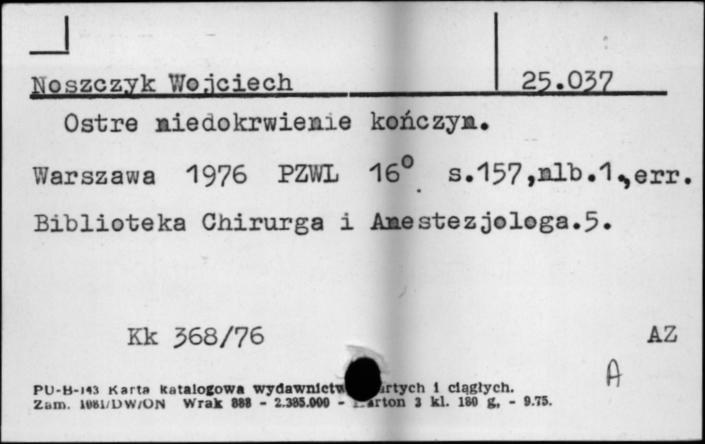 Noszczyk Wojciech 25.037
Ostre niedokrwienie kończyn.
Warszawa 1976 PZWL 16° s.157,nlb.1.,err.
Biblioteka Chirurga i Anestezjologa.5.
Kk 368/76 AZ
A
PU-B-143 Karta katalogowa wydawnictw artych i ciągłych.
Zam. 1081/DW/ON Wrak 888 - 2.385.000 - Karton 3 kl. 180 g, - 9.75.